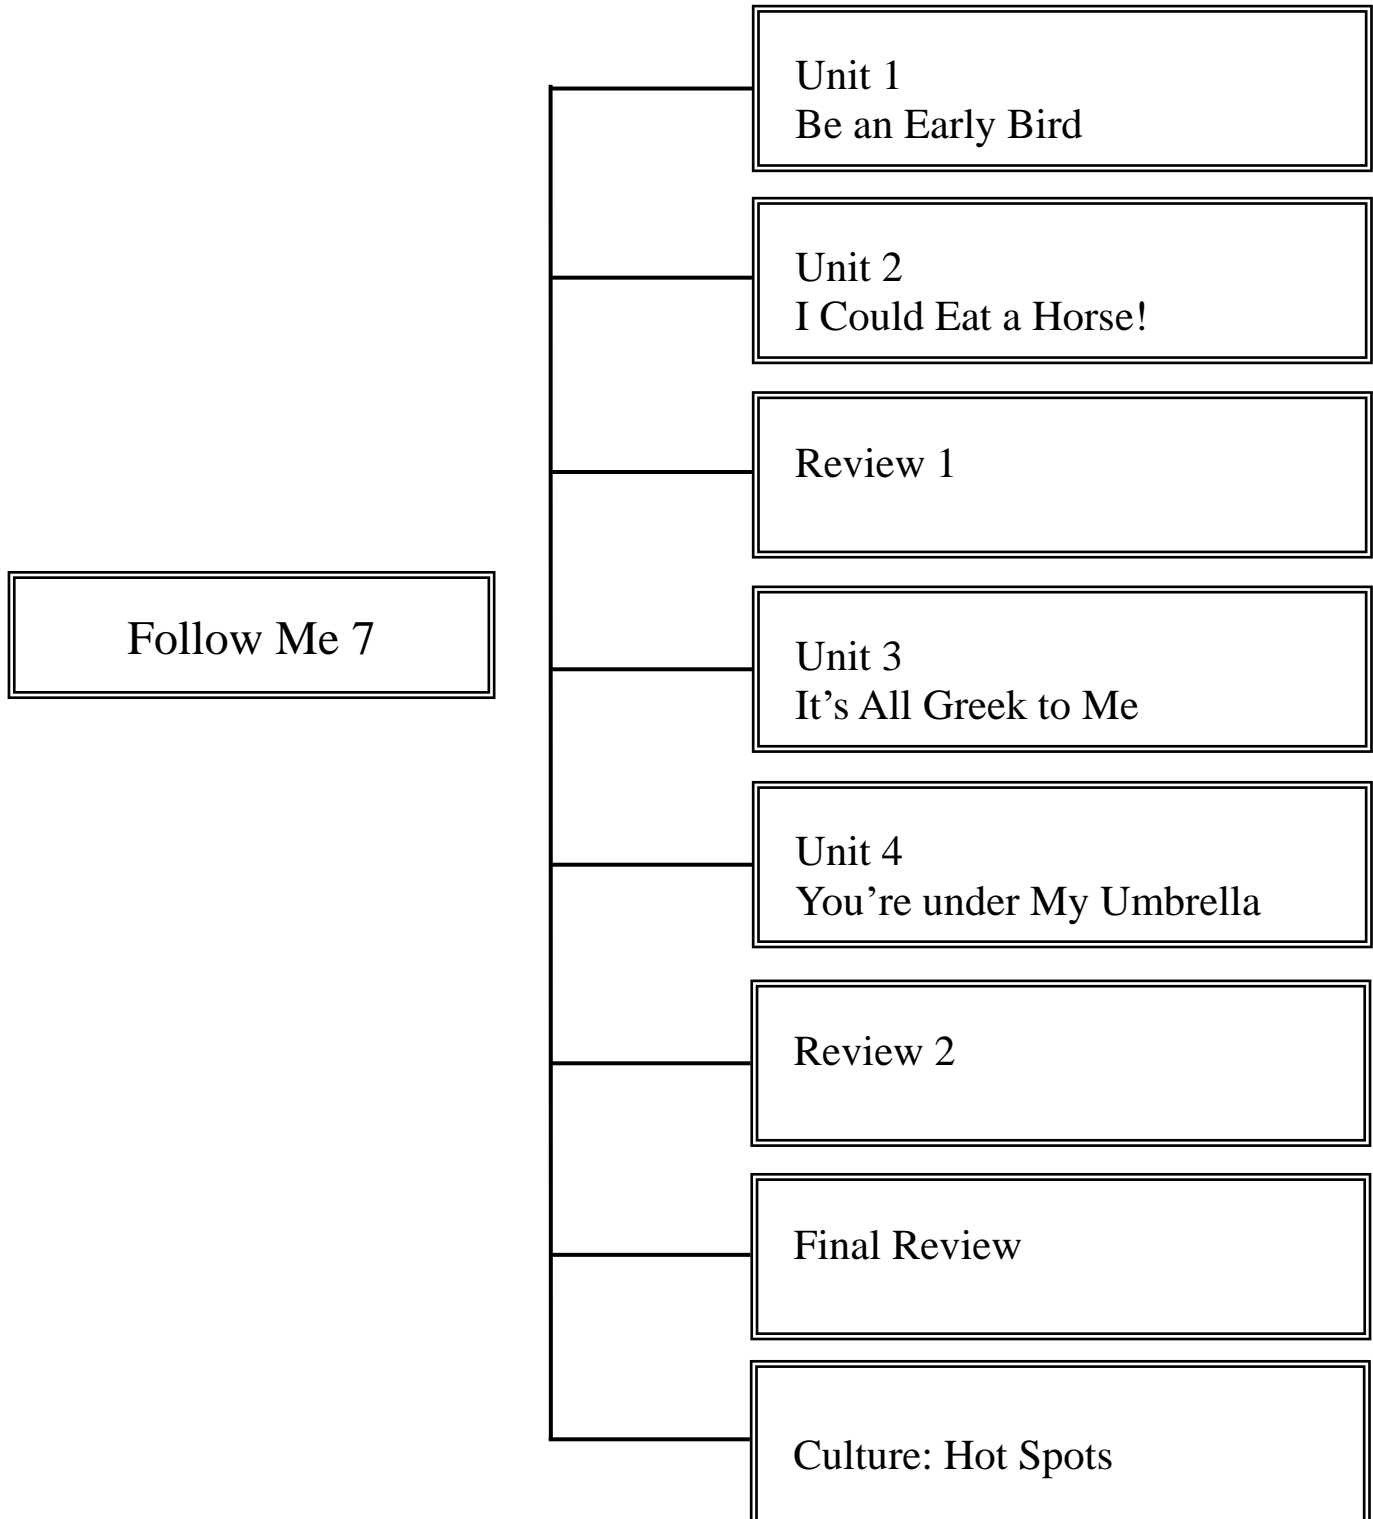 Unit 1
Be an Early Bird
Unit 2
I Could Eat a Horse!
Review 1
Follow Me 7
Unit 3
It’s All Greek to Me
Unit 4
You’re under My Umbrella
Review 2
Final Review
Culture: Hot Spots